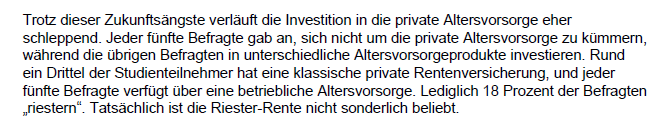 Trotz dieser Zukunftsängste verläuft die Investition in die private Altersvorsorge eher
schleppend. Jeder fünfte Befragte gab an, sich nicht um die private Altersvorsorge zu kümmern,
während die übrigen Befragten in unterschiedliche Altersvorsorgeprodukte investieren. Rund
ein Drittel der Studienteilnehmer hat eine klassische private Rentenversicherung, und jeder
fünfte Befragte verfügt über eine betriebliche Altersvorsorge. Lediglich 18 Prozent der Befragten
„riestern“. Tatsächlich ist die Riester-Rente nicht sonderlich beliebt.